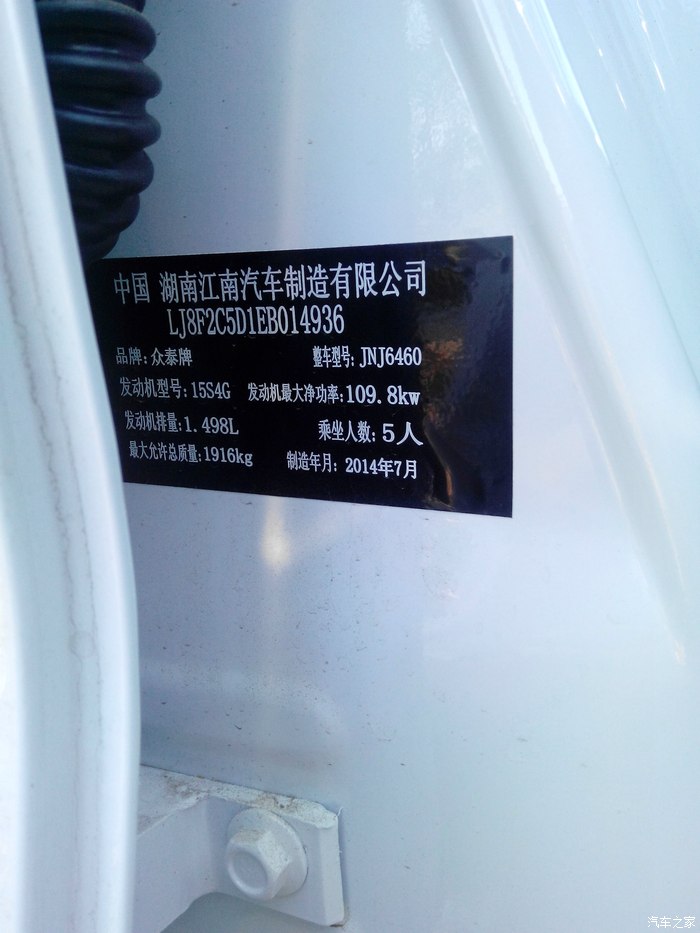 中国 湖南江南汽车制造有限公司
LJ8F2C5D1EB014936
品牌:众泰牌 整车型号:JNJ6460
发动机型号:15S4G 发动机最大净功率:109.8kw
发动机排量:1.498L 乘坐人数:5人
最大允许总质量:1916kg 制造年月:2014年7月
汽车之家